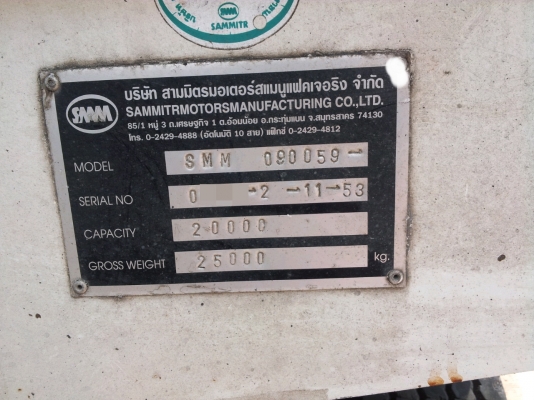 SAMMITR
SMM
บริษัท สามมิตรมอเตอร์สแมนูแฟคเจอริง จำกัด
SAMMITRMOTORSMANUFACTURING CO.,LTD.
85/1 หมู่ 3 ถ.เศรษฐกิจ 1 ต.อ้อมน้อย อ.กระทุ่มแบน จ.สมุทรสาคร 74130
โทร. 0-2429-4888 (อัตโนมัติ 10 สาย) แฟ็กซ์ 0-2429-4812
MODEL SMM 090059-
SERIAL NO 0 -2 -11-53
CAPACITY 20000
GROSS WEIGHT 25000 kg.